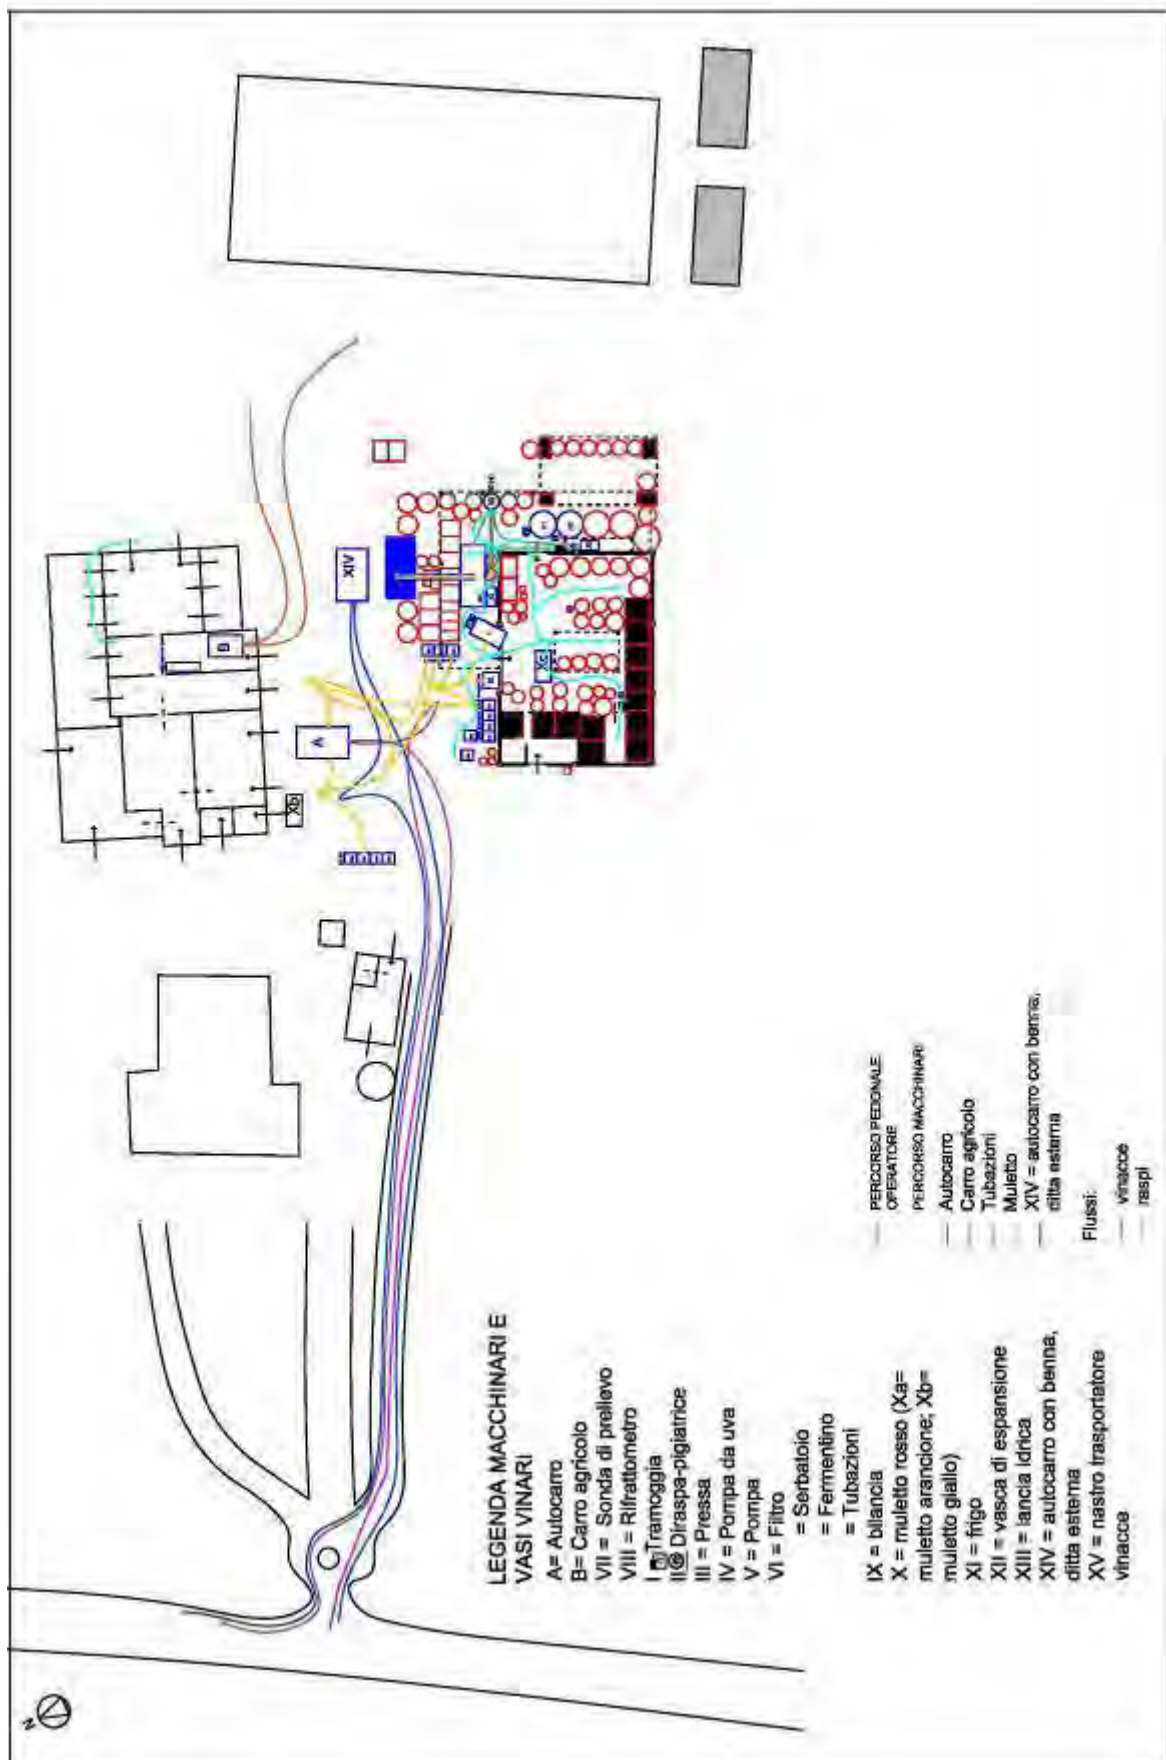 N
B
XIV
A
Xb
Xc
LEGENDA MACCHINARI E
VASI VINARI
A= Autocarro
B= Carro agricolo
VII = Sonda di prelievo
VIII = Rifrattometro
I Tramoggia
II Diraspa-pigiatrice
III = Pressa
IV = Pompa da uva
V = Pompa
VI = Filtro
= Serbatoio
= Fermentino
= Tubazioni
IX = bilancia
X = muletto rosso (Xa=
muletto arancione; Xb=
muletto giallo)
XI = frigo
XII = vasca di espansione
XIII = lancia idrica
XIV = autocarro con benna,
ditta esterna
XV = nastro trasportatore
vinacce
PERCORSO PEDONALE
OPERATORE
PERCORSO MACCHINARI
Autocarro
Carro agricolo
Tubazioni
Muletto
XIV = autocarro con benna,
ditta esterna
Flussi:
vinacce
raspi